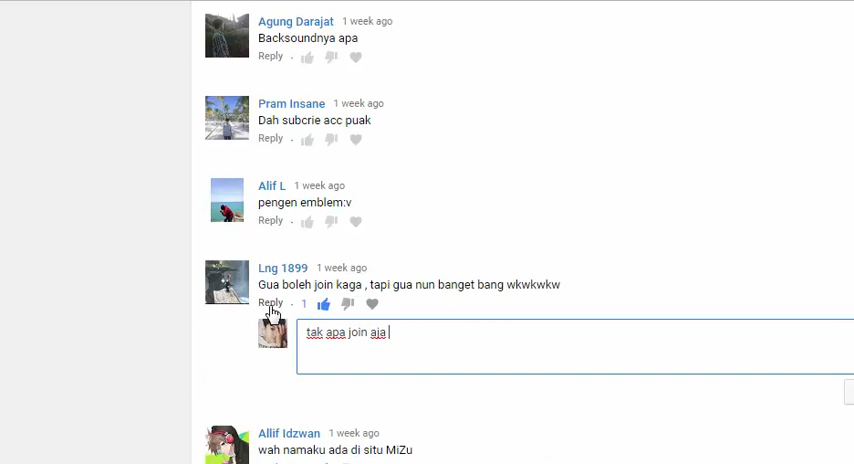 Agung Darajat 1 week ago
Backsoundnya apa
Reply
Pram Insane 1 week ago
Dah subcrie acc puak
Reply
Alif L 1 week ago
pengen emblem:v
Reply
Lng 1899 1 week ago
Gua boleh join kaga , tapi gua nun banget bang wkwkwkw
Reply · 1
tak apa join aja
Allif Idzwan 1 week ago
wah namaku ada di situ MiZu